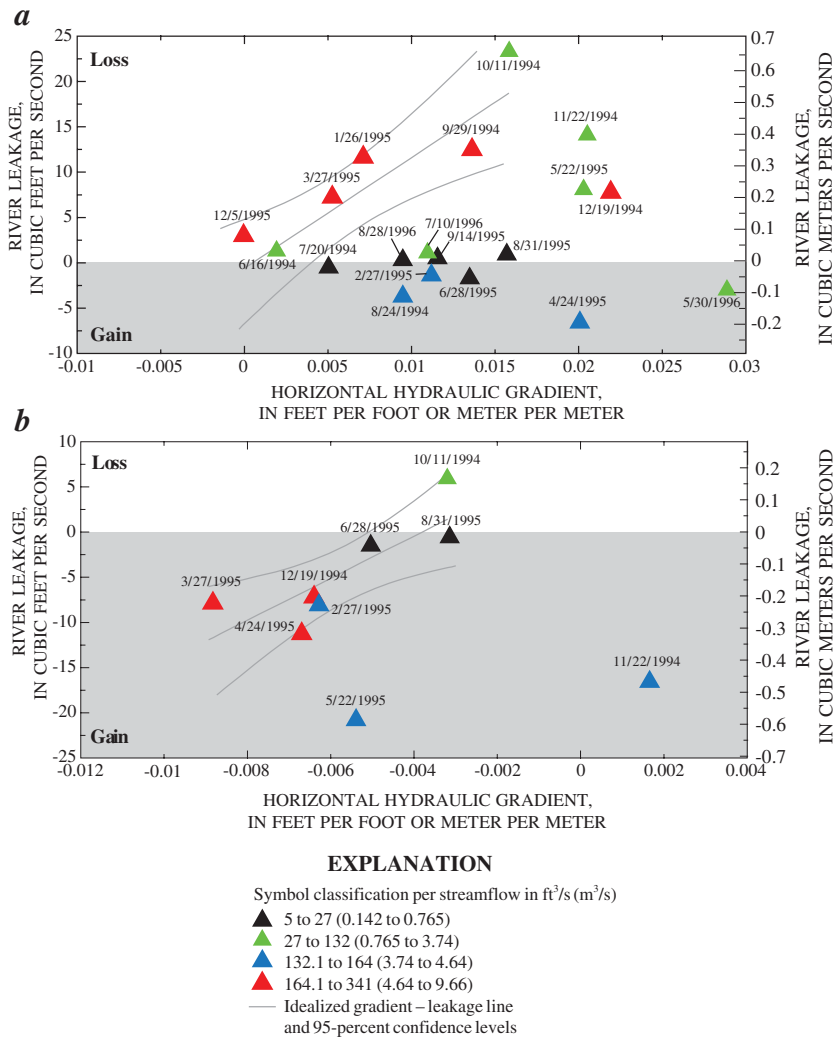 a
25
20
15
10
5
0
-5
-10
RIVER LEAKAGE,
IN CUBIC FEET PER SECOND
Loss
Gain
10/11/1994
11/22/1994
1/26/1995
9/29/1994
3/27/1995
5/22/1995
12/19/1994
12/5/1995
6/16/1994
7/20/1994
8/28/1996
7/10/1996
9/14/1995
8/31/1995
2/27/1995
6/28/1995
8/24/1994
4/24/1995
5/30/1996
0.7
0.6
0.5
0.4
0.3
0.2
0.1
0
-0.1
-0.2
RIVER LEAKAGE,
IN CUBIC METERS PER SECOND
-0.01 -0.005 0 0.005 0.01 0.015 0.02 0.025 0.03
HORIZONTAL HYDRAULIC GRADIENT,
IN FEET PER FOOT OR METER PER METER
b
10
5
0
-5
-10
-15
-20
-25
RIVER LEAKAGE,
IN CUBIC FEET PER SECOND
Loss
Gain
10/11/1994
6/28/1995
8/31/1995
3/27/1995
12/19/1994
2/27/1995
4/24/1995
11/22/1994
5/22/1995
0.2
0.1
0
-0.1
-0.2
-0.3
-0.4
-0.5
-0.6
-0.7
RIVER LEAKAGE,
IN CUBIC METERS PER SECOND
-0.012 -0.01 -0.008 -0.006 -0.004 -0.002 0 0.002 0.004
HORIZONTAL HYDRAULIC GRADIENT,
IN FEET PER FOOT OR METER PER METER
EXPLANATION
Symbol classification per streamflow in ft³/s (m³/s)
5 to 27 (0.142 to 0.765)
27 to 132 (0.765 to 3.74)
132.1 to 164 (3.74 to 4.64)
164.1 to 341 (4.64 to 9.66)
Idealized gradient – leakage line
and 95-percent confidence levels